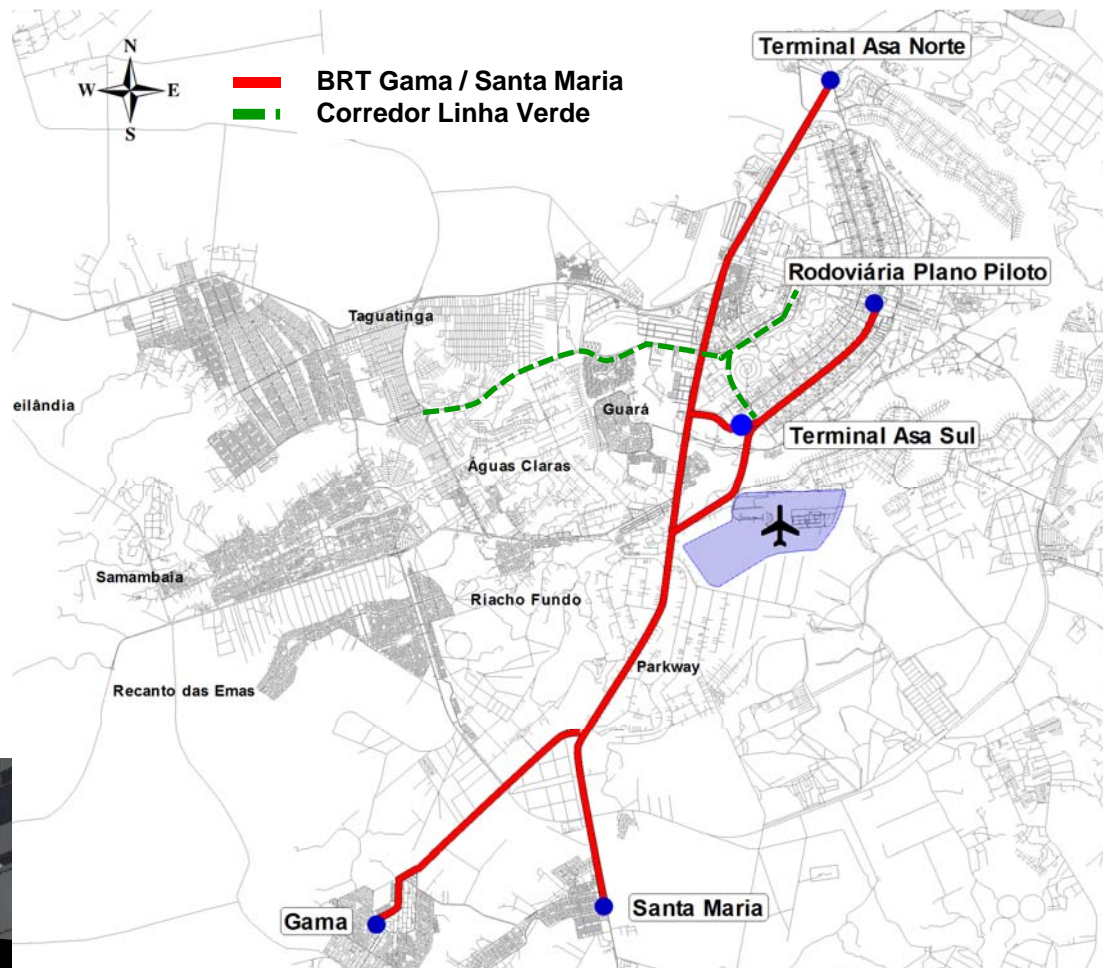 Terminal Asa Norte
N
W
E
S
BRT Gama / Santa Maria
Corredor Linha Verde
Rodoviária Plano Piloto
Taguatinga
eilândia
Guará
Terminal Asa Sul
Águas Claras
Samambaia
Riacho Fundo
Parkway
Recanto das Emas
Santa Maria
Gama